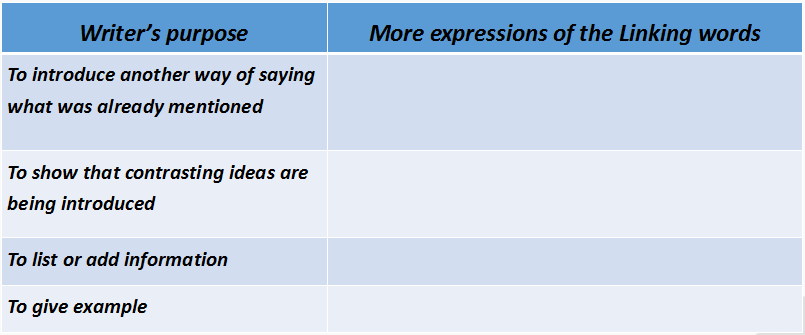 Writer's purpose
More expressions of the Linking words
To introduce another way of saying
what was already mentioned
To show that contrasting ideas are
being introduced
To list or add information
To give example